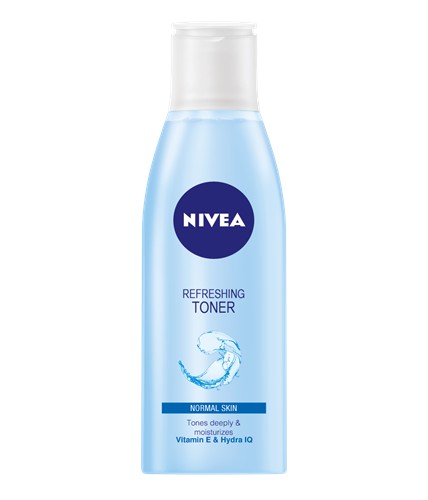 NIVEA
REFRESHING
TONER
NORMAL SKIN
Tones deeply &
moisturizes
Vitamin E & Hydra IQ